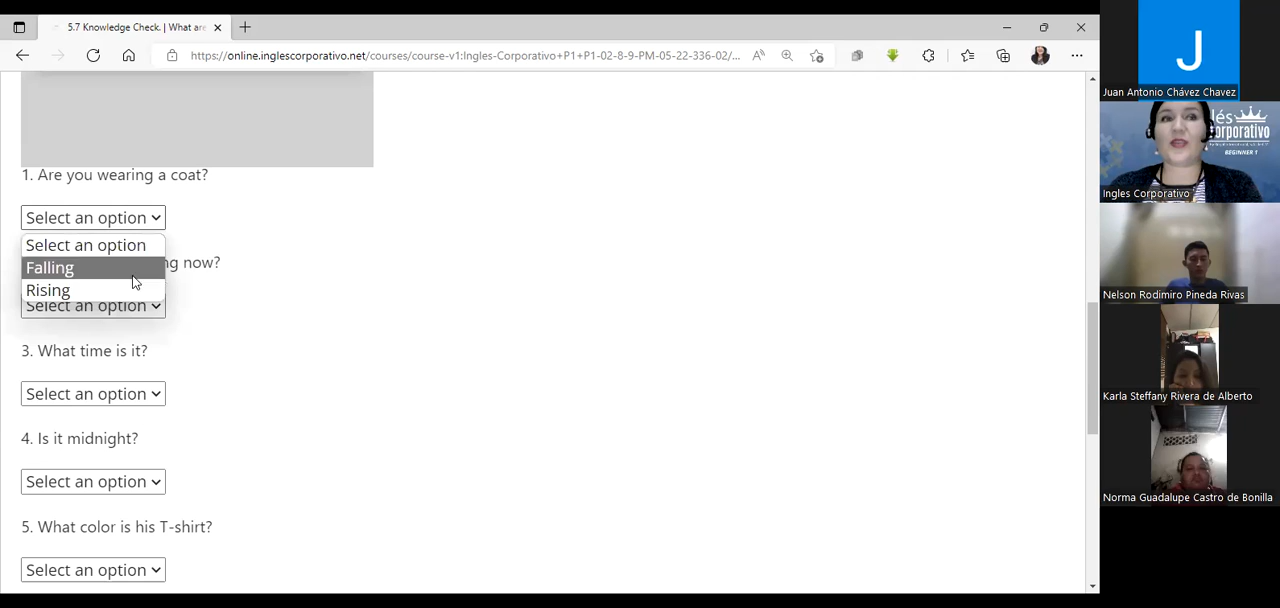 5.7 Knowledge Check. | What are
https://online.inglescorporativo.net/courses/course-v1:Ingles-Corporativo+P1+P1-02-8-9-PM-05-22-336-02/...
1. Are you wearing a coat?
Select an option
Select an option
Falling
Rising
ng now?
Select an option
3. What time is it?
Select an option
4. Is it midnight?
Select an option
5. What color is his T-shirt?
Select an option
J
Juan Antonio Chávez Chavez
lés
orporativo
BEGINNER 1
Ingles Corporativo
Nelson Rodimiro Pineda Rivas
Karla Steffany Rivera de Alberto
Norma Guadalupe Castro de Bonilla